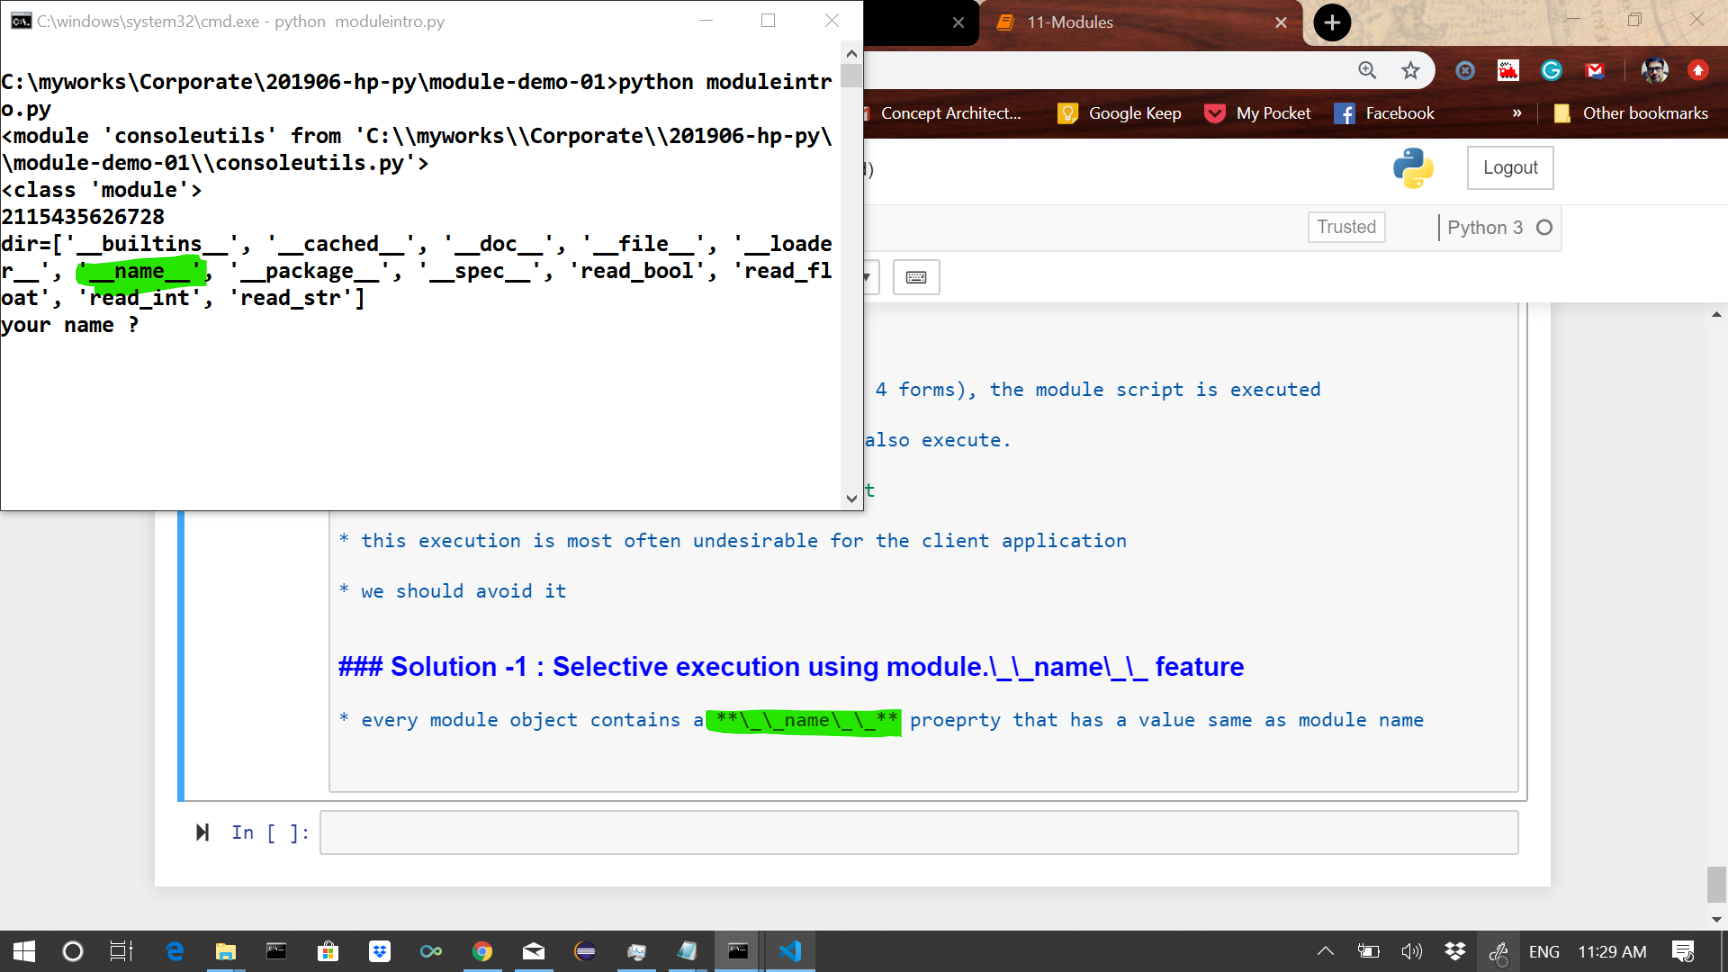 C:\windows\system32\cmd.exe - python  moduleintro.py
C:\myworks\Corporate\201906-hp-py\module-demo-01>python moduleintr
o.py
<module 'consoleutils' from 'C:\\myworks\\Corporate\\201906-hp-py\
\module-demo-01\\consoleutils.py'>
<class 'module'>
2115435626728
dir=['__builtins__', '__cached__', '__doc__', '__file__', '__loade
r__', '__name__', '__package__', '__spec__', 'read_bool', 'read_fl
oat', 'read_int', 'read_str']
your name ?
11-Modules
Concept Architect... Google Keep My Pocket Facebook » Other bookmarks
Logout
Trusted Python 3
4 forms), the module script is executed
also execute.
t
* this execution is most often undesirable for the client application
* we should avoid it
### Solution -1 : Selective execution using module.\_\_name\_\_ feature
* every module object contains a **\_\_name\_\_** proeprty that has a value same as module name
In [ ]:
ENG 11:29 AM